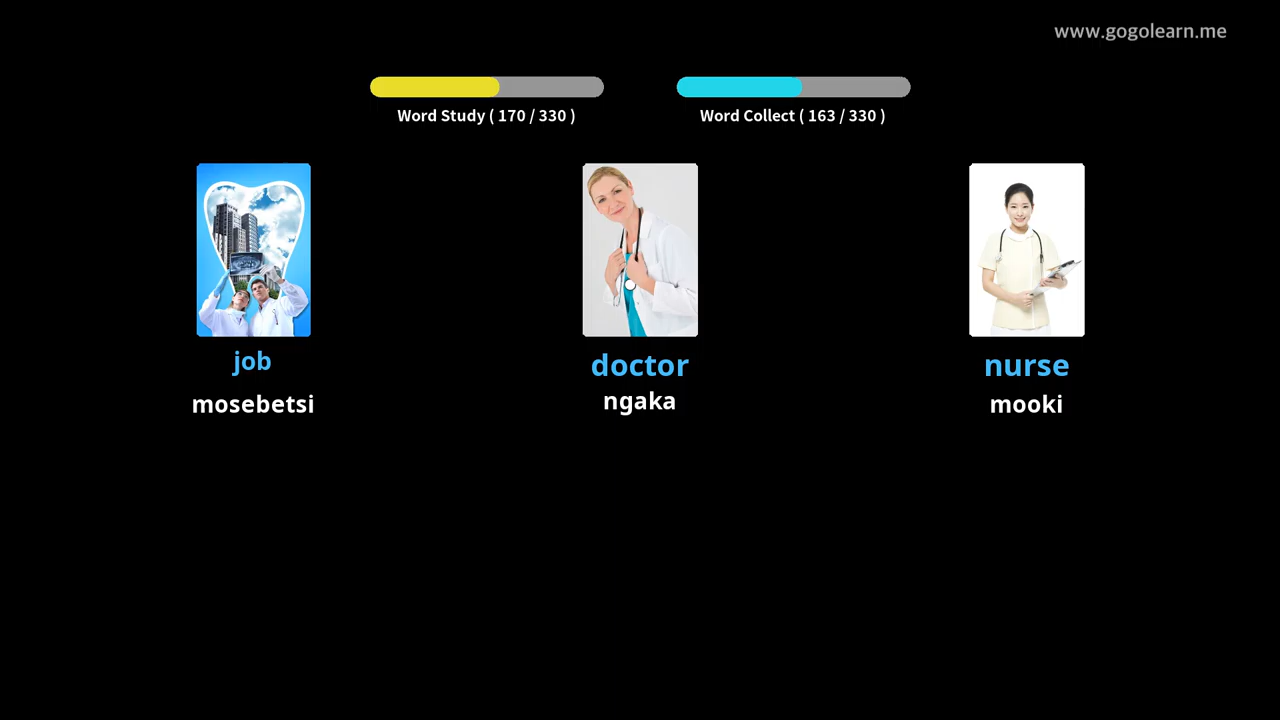 www.gogolearn.me
Word Study ( 170 / 330 )
Word Collect ( 163 / 330 )
job
doctor
nurse
mosebetsi
ngaka
mooki